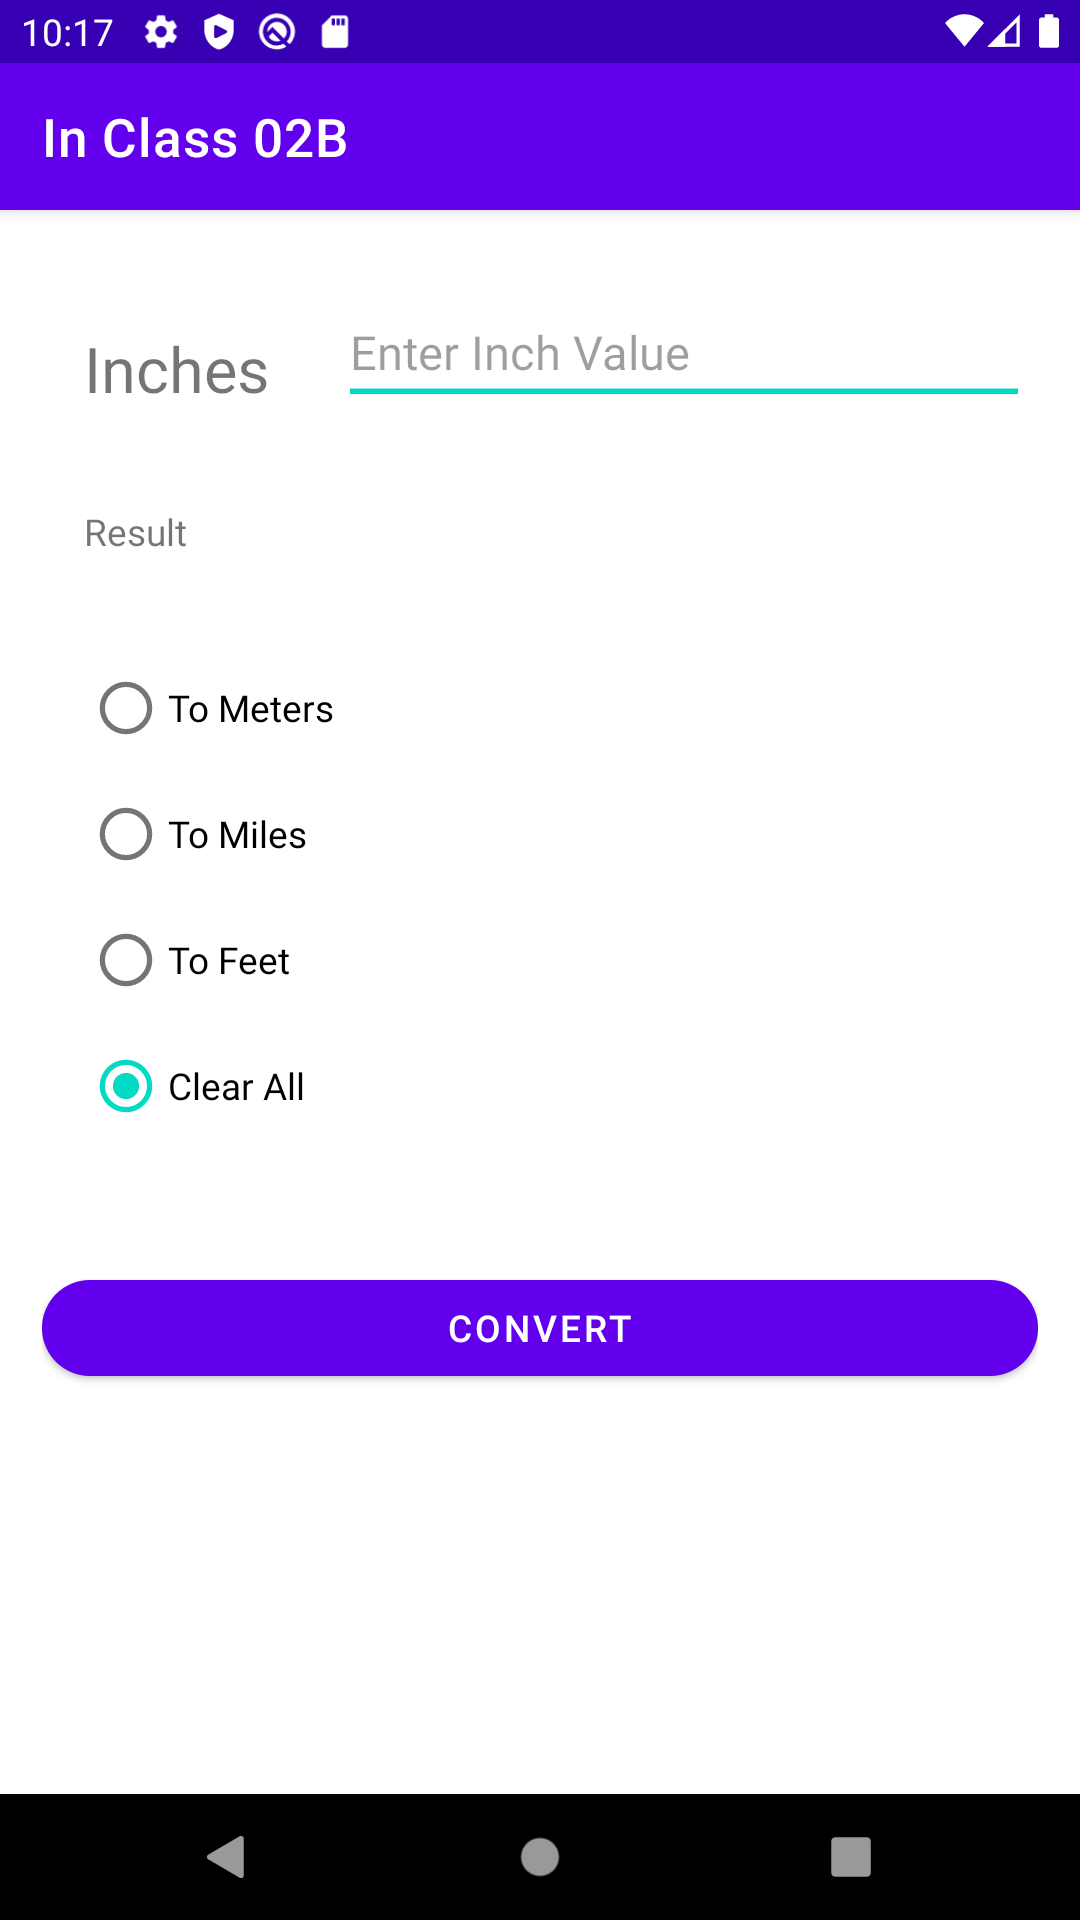 10:17
In Class 02B
Inches
Enter Inch Value
Result
To Meters
To Miles
To Feet
Clear All
CONVERT